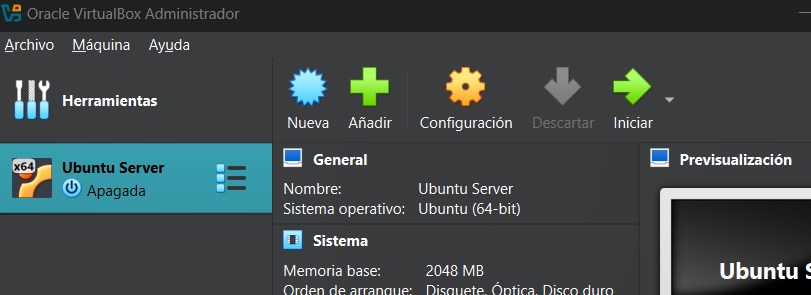 Oracle VirtualBox Administrador
Archivo Máquina Ayuda
Herramientas
Nueva Añadir Configuración Descartar Iniciar
x64
Ubuntu Server
Apagada
General
Nombre: Ubuntu Server
Sistema operativo: Ubuntu (64-bit)
Sistema
Memoria base: 2048 MB
Orden de arranque: Disquete, Óptica, Disco duro
Previsualización
Ubuntu S